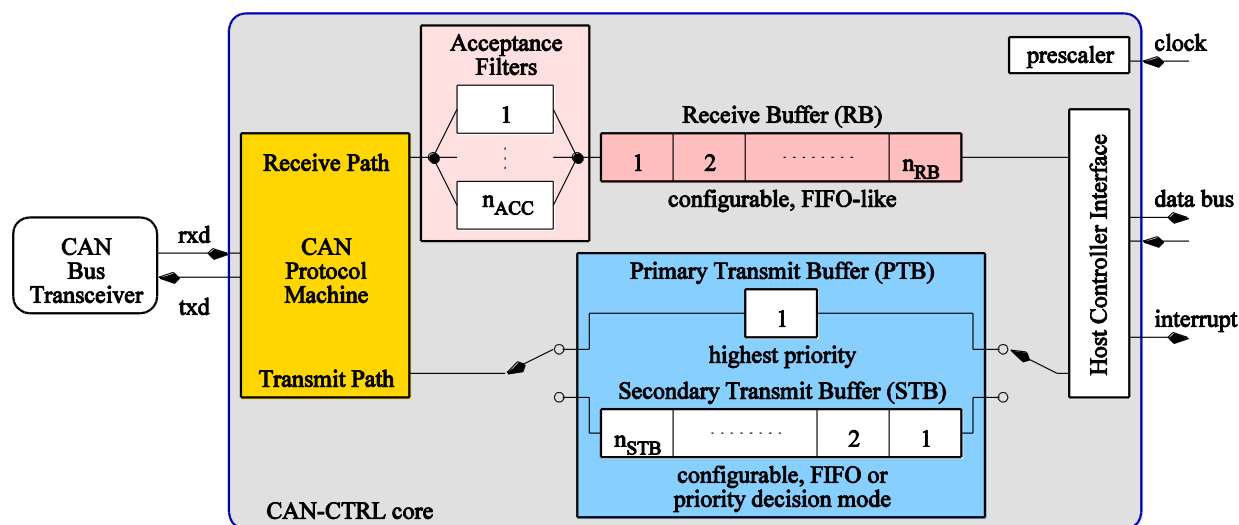 Acceptance
Filters
1
n_ACC
Receive Buffer (RB)
1 2 ........ n_RB
configurable, FIFO-like
prescaler
clock
Receive Path
CAN
Protocol
Machine
Transmit Path
CAN
Bus
Transceiver
rxd
txd
Host Controller Interface
data bus
interrupt
Primary Transmit Buffer (PTB)
1
highest priority
Secondary Transmit Buffer (STB)
n_STB ........ 2 1
configurable, FIFO or
priority decision mode
CAN-CTRL core